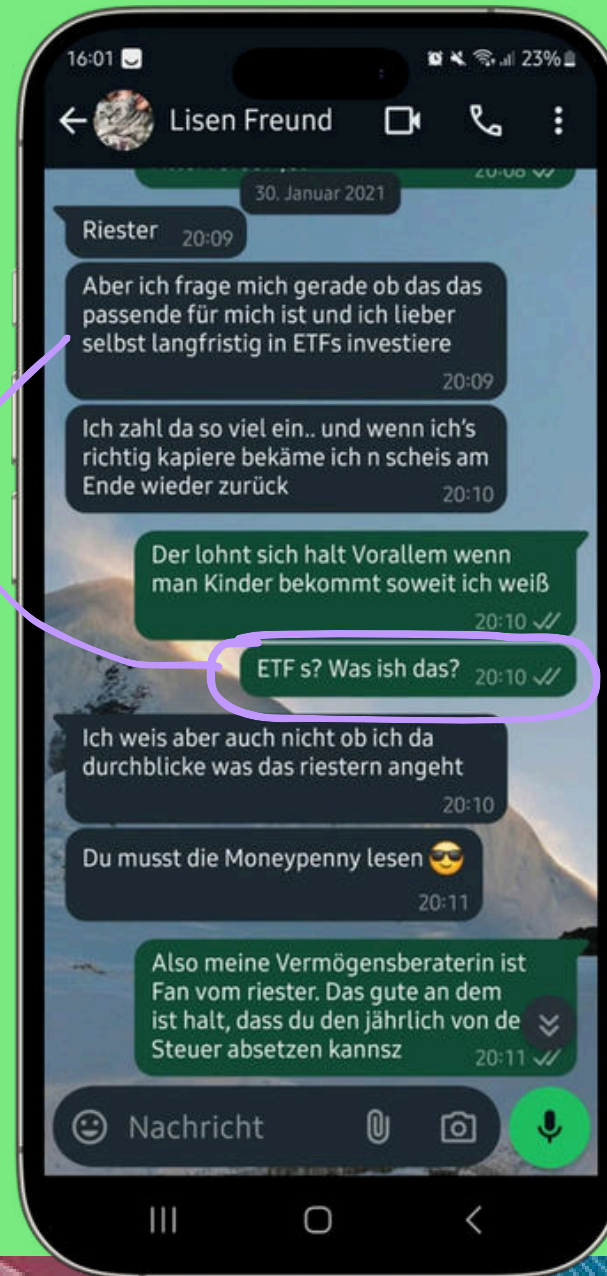 16:01
23%
Lisen Freund
20:08
30. Januar 2021
Riester 20:09
Aber ich frage mich gerade ob das das
passende für mich ist und ich lieber
selbst langfristig in ETFs investiere
20:09
Ich zahl da so viel ein.. und wenn ich's
richtig kapiere bekäme ich n scheis am
Ende wieder zurück
20:10
Der lohnt sich halt Vorallem wenn
man Kinder bekommt soweit ich weiß
20:10
ETF s? Was ish das? 20:10
Ich weis aber auch nicht ob ich da
durchblicke was das riestern angeht
20:10
Du musst die Moneypenny lesen 😎
20:11
Also meine Vermögensberaterin ist
Fan vom riester. Das gute an dem
ist halt, dass du den jährlich von de
Steuer absetzen kannsz
20:11
Nachricht